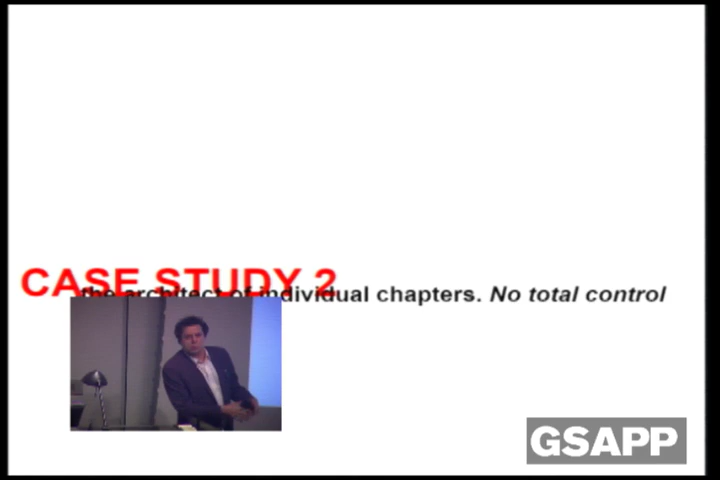 CASE STUDY 2
the architect of individual chapters. No total control
GSAPP